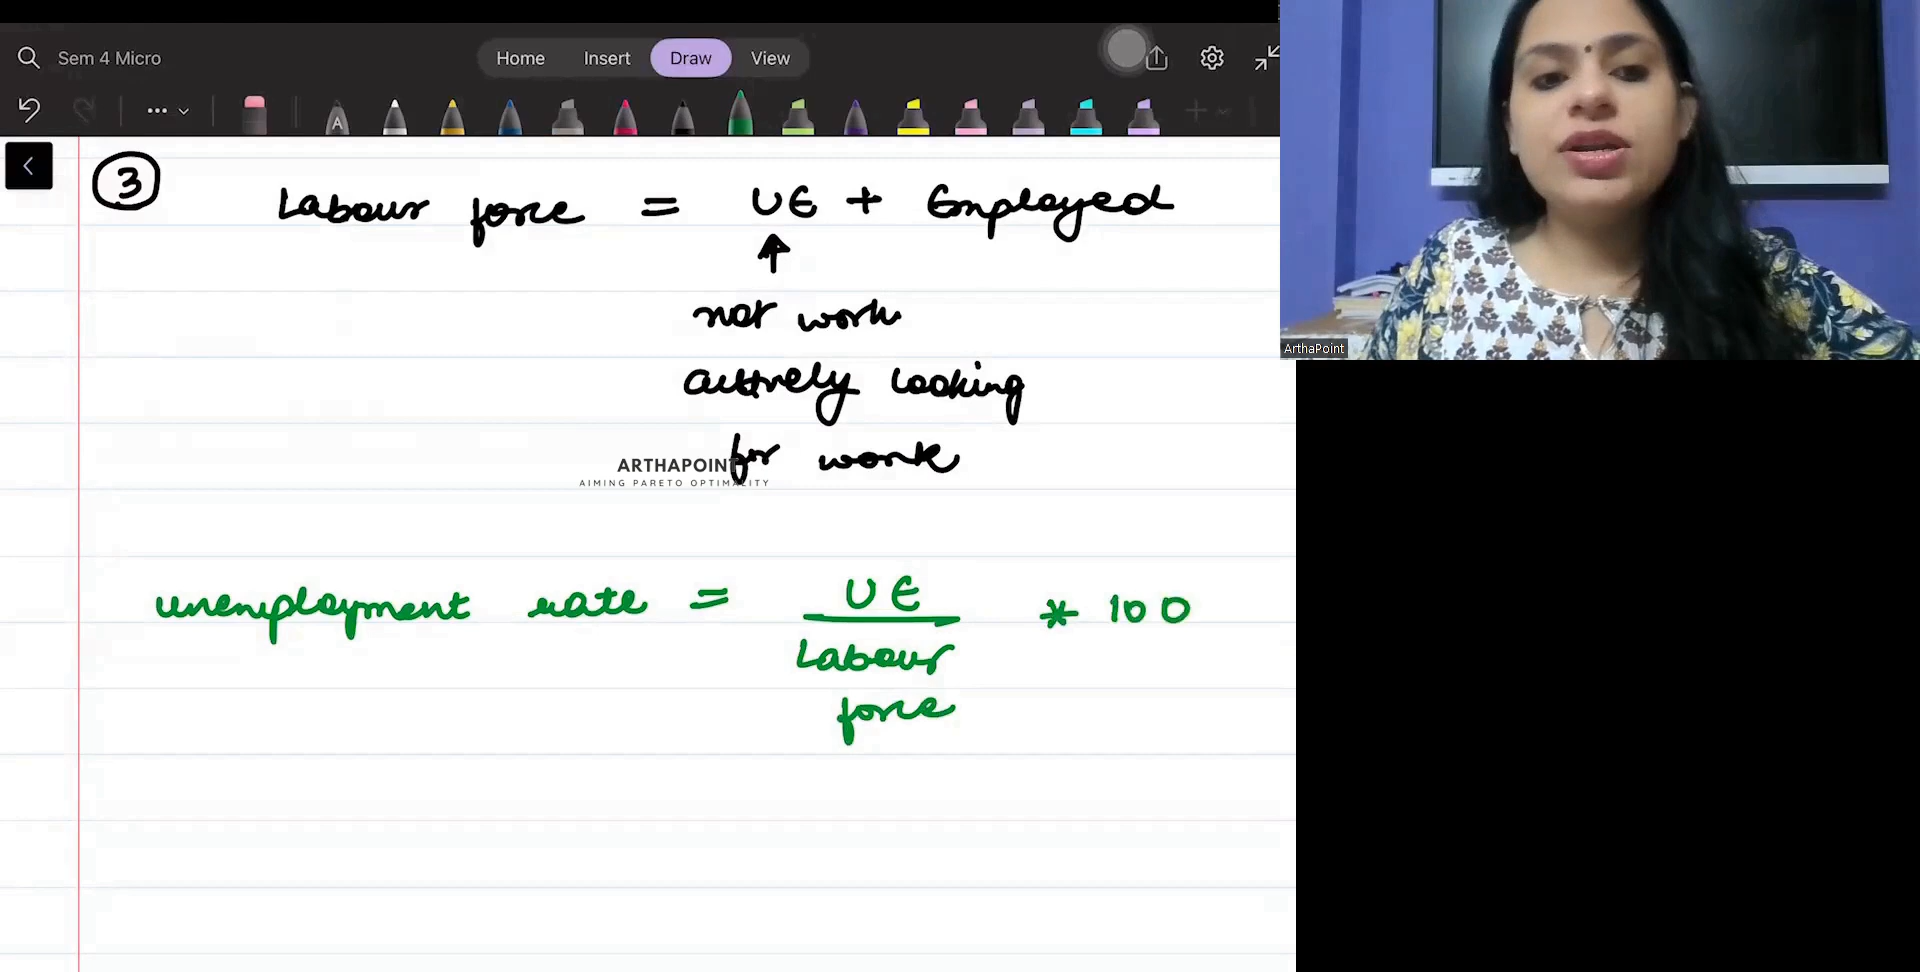 Sem 4 Micro
Home Insert Draw View
A
3
Labour force = UE + Employed
not work
actively looking
for work
ARTHAPOINT
AIMING PARETO OPTIMALITY
unemployment rate = UE * 100
Labour
force
ArthaPoint